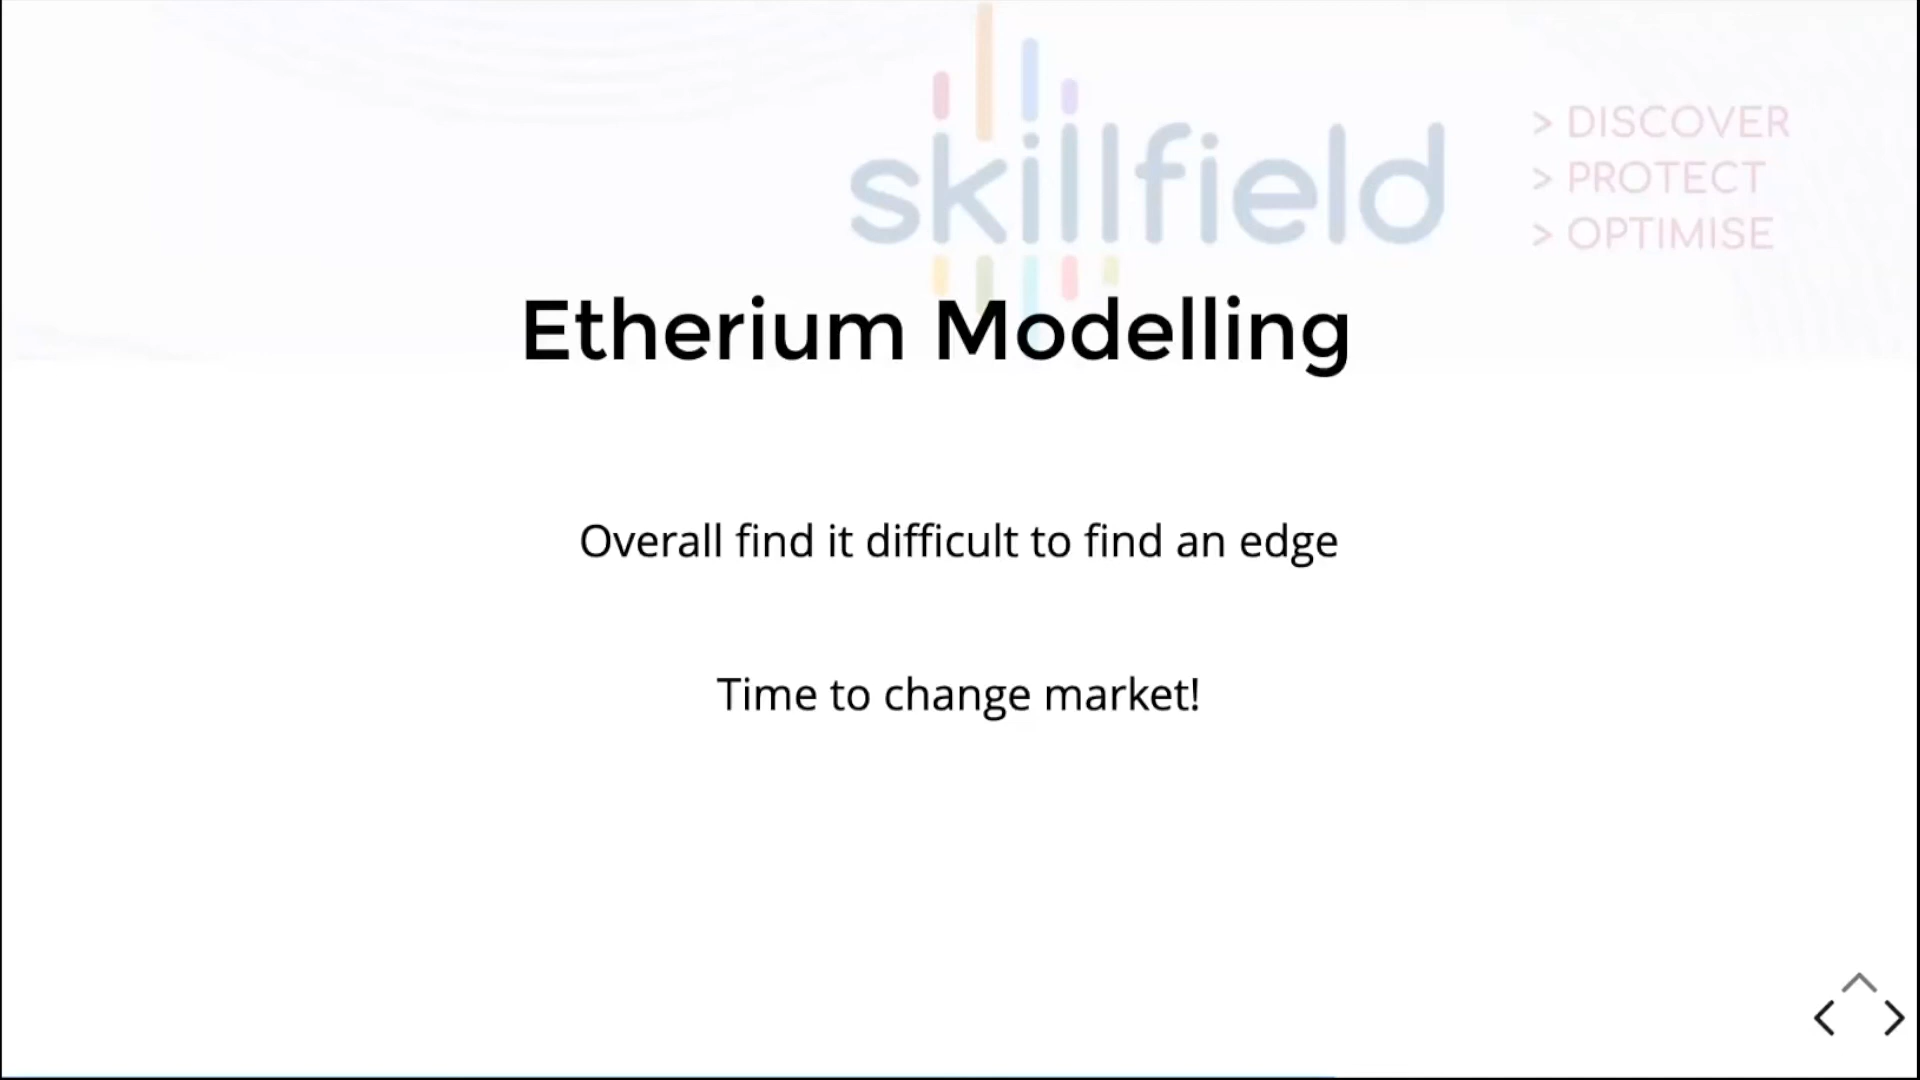 skillfield
> DISCOVER
> PROTECT
> OPTIMISE
Etherium Modelling
Overall find it difficult to find an edge
Time to change market!